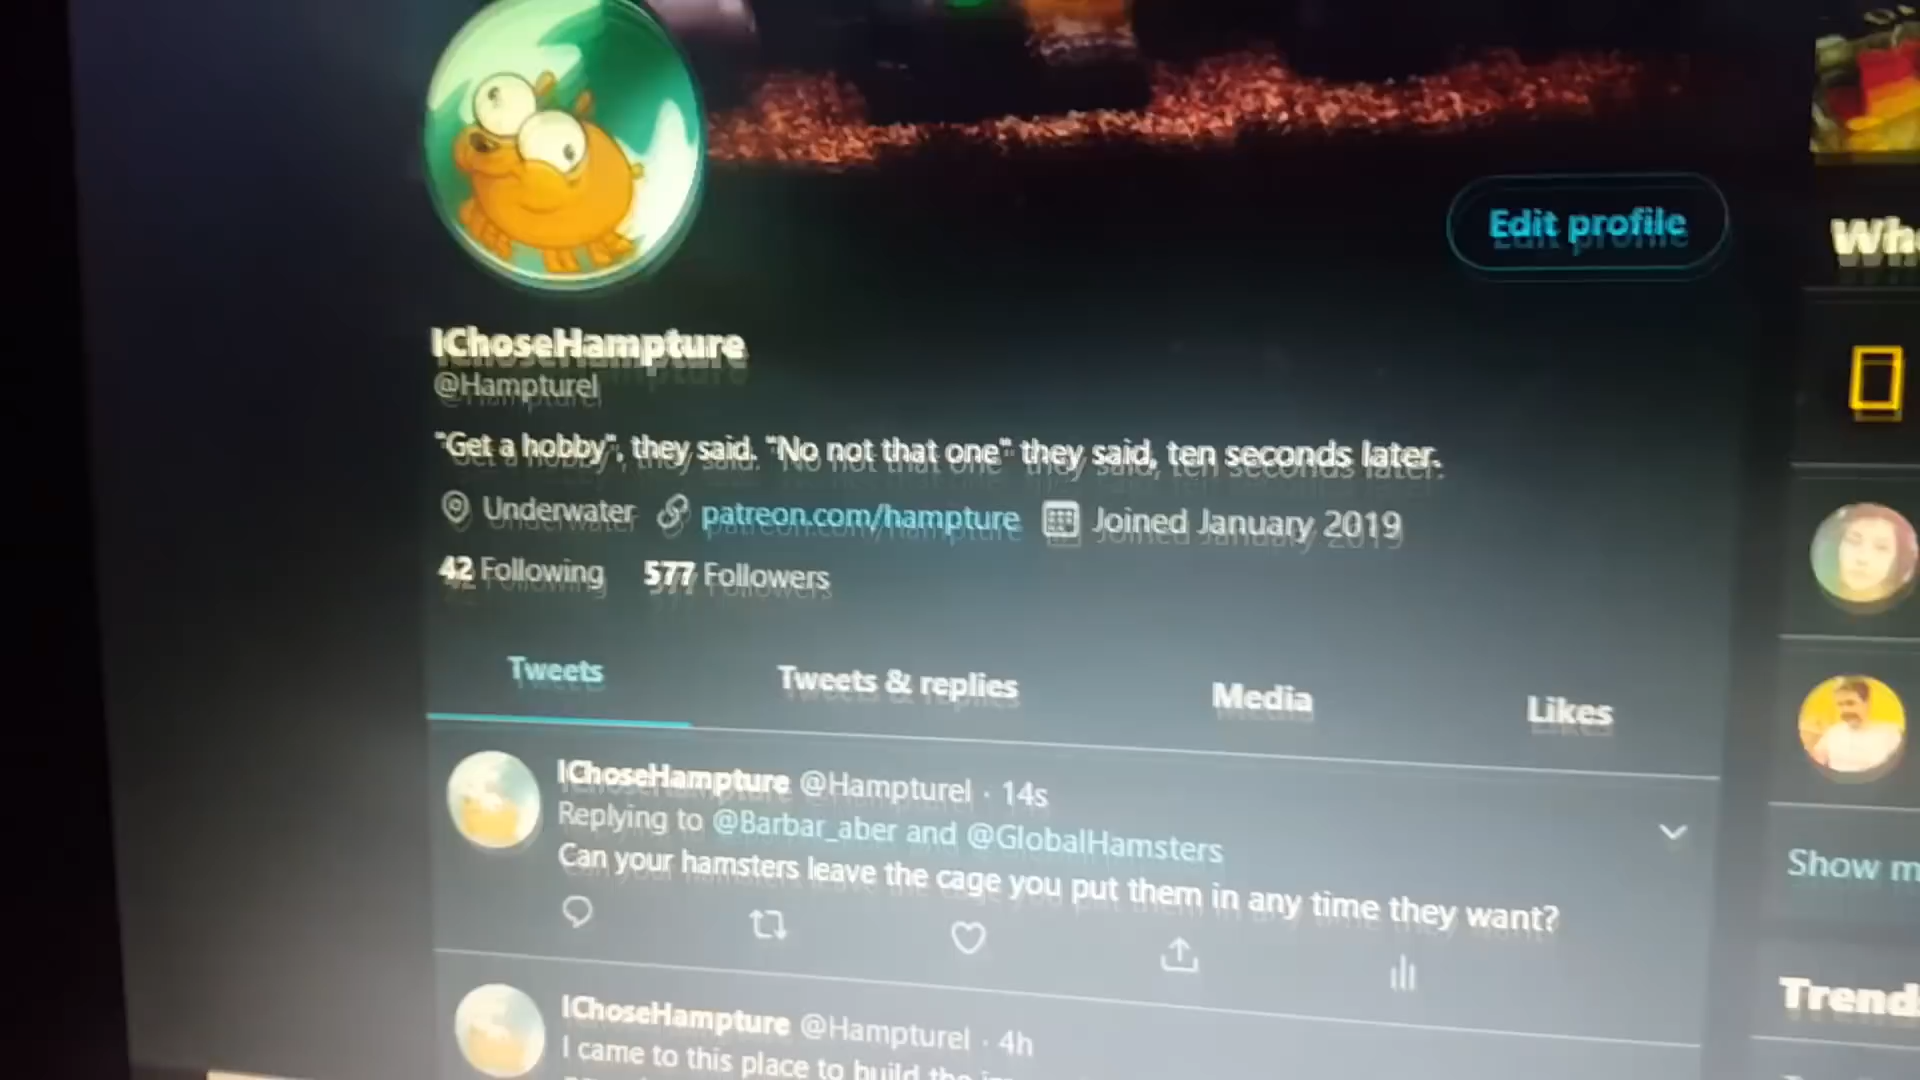 Edit profile
Who
IChoseHampture
@Hampturel
"Get a hobby", they said. "No not that one" they said, ten seconds later.
Underwater patreon.com/hampture Joined January 2019
42 Following 577 Followers
Tweets Tweets & replies Media Likes
IChoseHampture @Hampturel · 14s
Replying to @Barbar_aber and @GlobalHamsters
Can your hamsters leave the cage you put them in any time they want?
Show m
Trend
IChoseHampture @Hampturel · 4h
I came to this place to build the